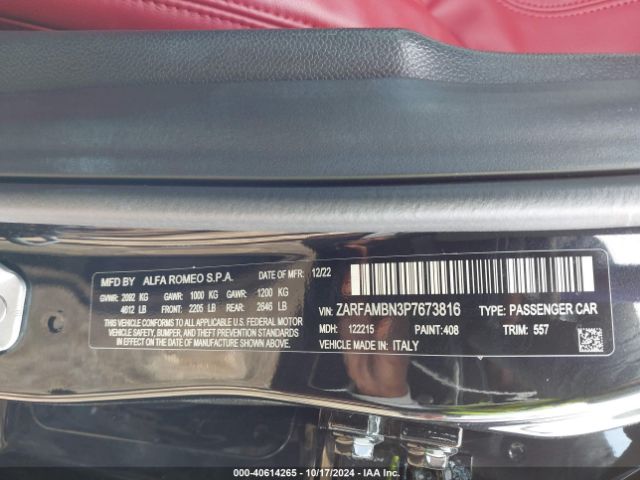 MFD BY ALFA ROMEO S.P.A. DATE OF MFR: 12/22
GVWR: 2092 KG GAWR: 1000 KG GAWR: 1200 KG
4612 LB FRONT: 2205 LB REAR: 2646 LB
THIS VEHICLE CONFORMS TO ALL APPLICABLE U.S. FEDERAL MOTOR
VEHICLE SAFETY, BUMPER, AND THEFT PREVENTION STANDARDS
IN EFFECT ON THE DATE OF MANUFACTURE SHOWN ABOVE.
VIN: ZARFAMBN3P7673816 TYPE: PASSENGER CAR
MDH: 122215 PAINT: 408 TRIM: 557
VEHICLE MADE IN: ITALY
000-40614265 - 10/17/2024 - IAA Inc.